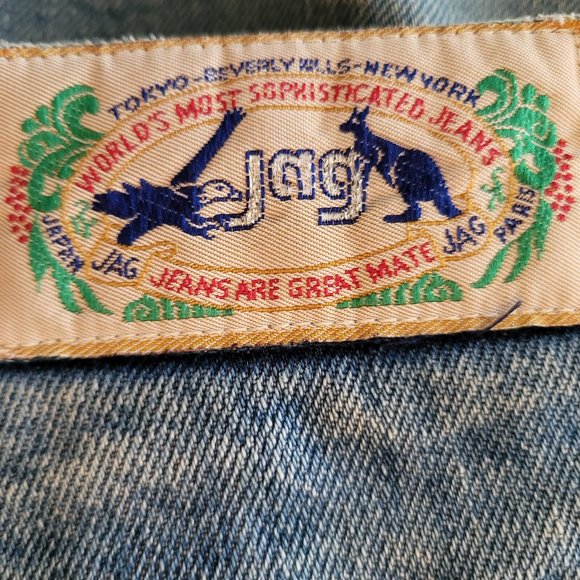 TOKYO-BEVERLY HILLS-NEW YORK
WORLD'S MOST SOPHISTICATED JEANS
jag
JAPAN
JAG
JEANS ARE GREAT MATE
JAG
PARIS